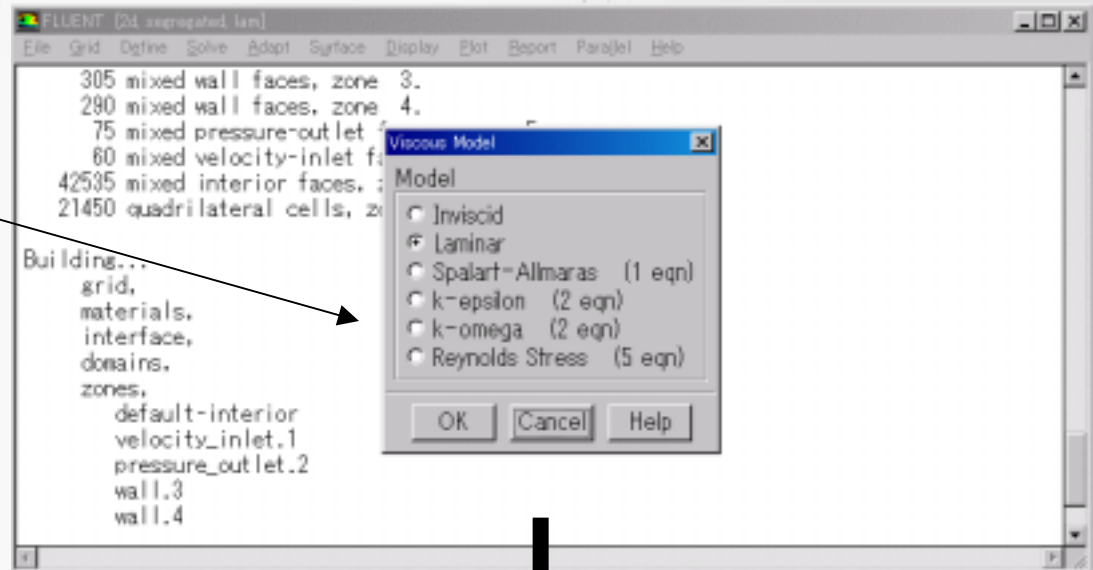 FLUENT [2d, segregated, lam]
File Grid Define Solve Adapt Surface Display Plot Report Parallel Help
305 mixed wall faces, zone 3.
290 mixed wall faces, zone 4.
75 mixed pressure-outlet
60 mixed velocity-inlet
42535 mixed interior faces,
21450 quadrilateral cells,
Building...
grid,
materials,
interface,
domains,
zones,
default-interior
velocity_inlet.1
pressure_outlet.2
wall.3
wall.4
Viscous Model
Model
Inviscid
Laminar
Spalart-Allmaras (1 eqn)
k-epsilon (2 eqn)
k-omega (2 eqn)
Reynolds Stress (5 eqn)
OK Cancel Help